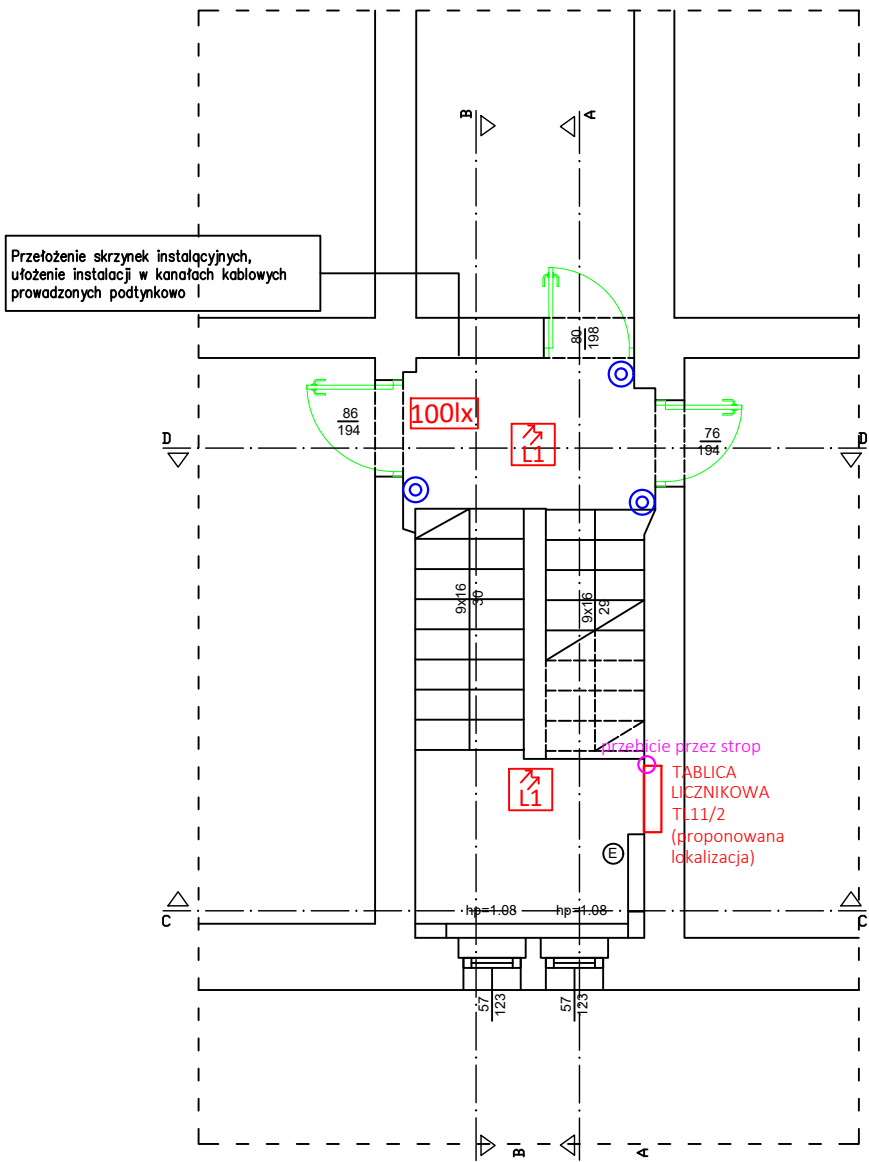 B
A
Przełożenie skrzynek instalacyjnych,
ułożenie instalacji w kanałach kablowych
prowadzonych podtynkowo
80
198
86
194
100lx
L1
76
194
D
D
9x16
30
9x16
29
przebicie przez strop
L1
TABLICA
LICZNIKOWA
TL11/2
(proponowana
lokalizacja)
E
hp=1.08
hp=1.08
C
C
57
123
57
123
B
A